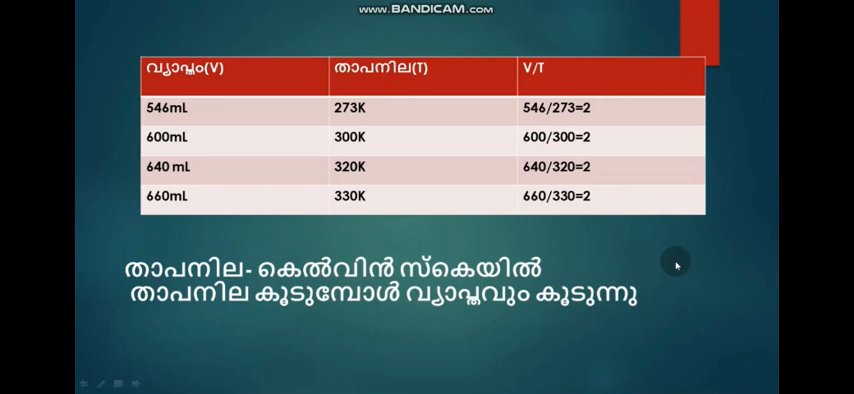 www.BANDICAM.com
വ്യാപ്തം(V) താപനില(T) V/T
546mL 273K 546/273=2
600mL 300K 600/300=2
640 mL 320K 640/320=2
660mL 330K 660/330=2
താപനില- കെൽവിൻ സ്കെയിൽ
താപനില കൂടുമ്പോൾ വ്യാപ്തവും കൂടുന്നു